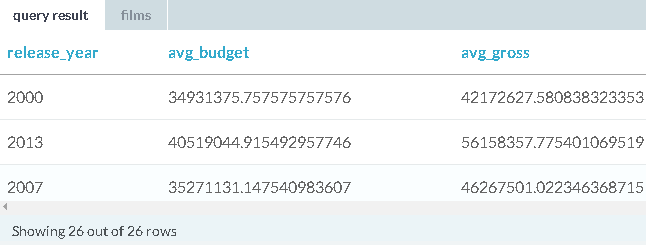 query result films
release_year avg_budget avg_gross
2000 34931375.757575757576 42172627.580838323353
2013 40519044.915492957746 56158357.775401069519
2007 35271131.147540983607 46267501.022346368715
Showing 26 out of 26 rows